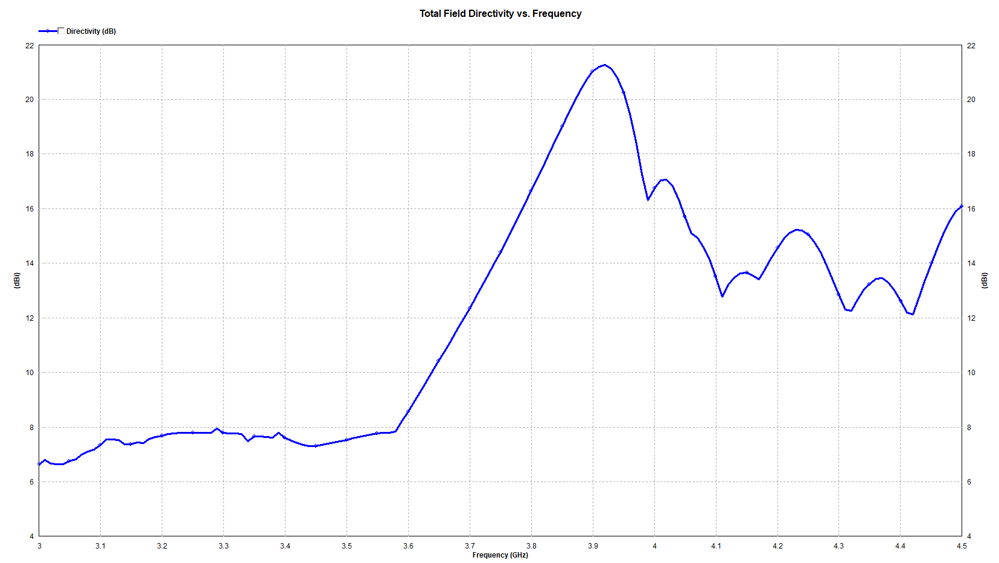 Total Field Directivity vs. Frequency
Directivity (dB)
22 22
20 20
18 18
16 16
14 14
(dBi) (dBi)
12 12
10 10
8 8
6 6
4 4
3 3.1 3.2 3.3 3.4 3.5 3.6 3.7 3.8 3.9 4 4.1 4.2 4.3 4.4 4.5
Frequency (GHz)